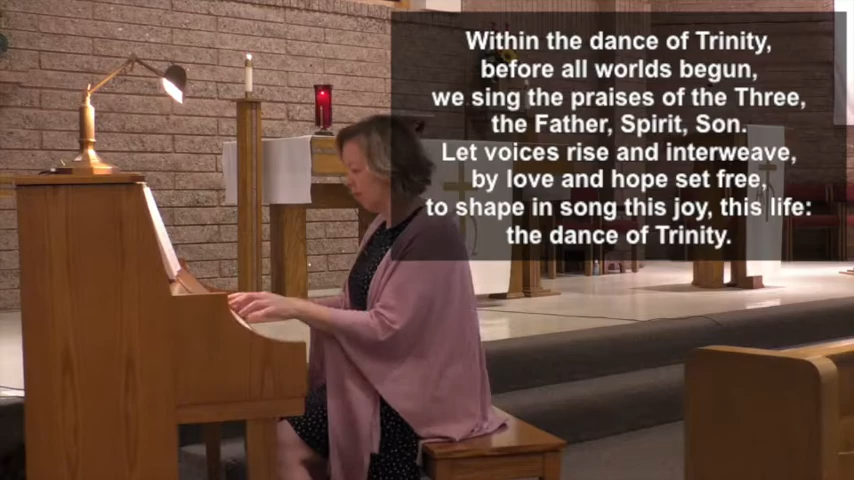 Within the dance of Trinity,
before all worlds begun,
we sing the praises of the Three,
the Father, Spirit, Son.
Let voices rise and interweave,
by love and hope set free,
to shape in song this joy, this life:
the dance of Trinity.